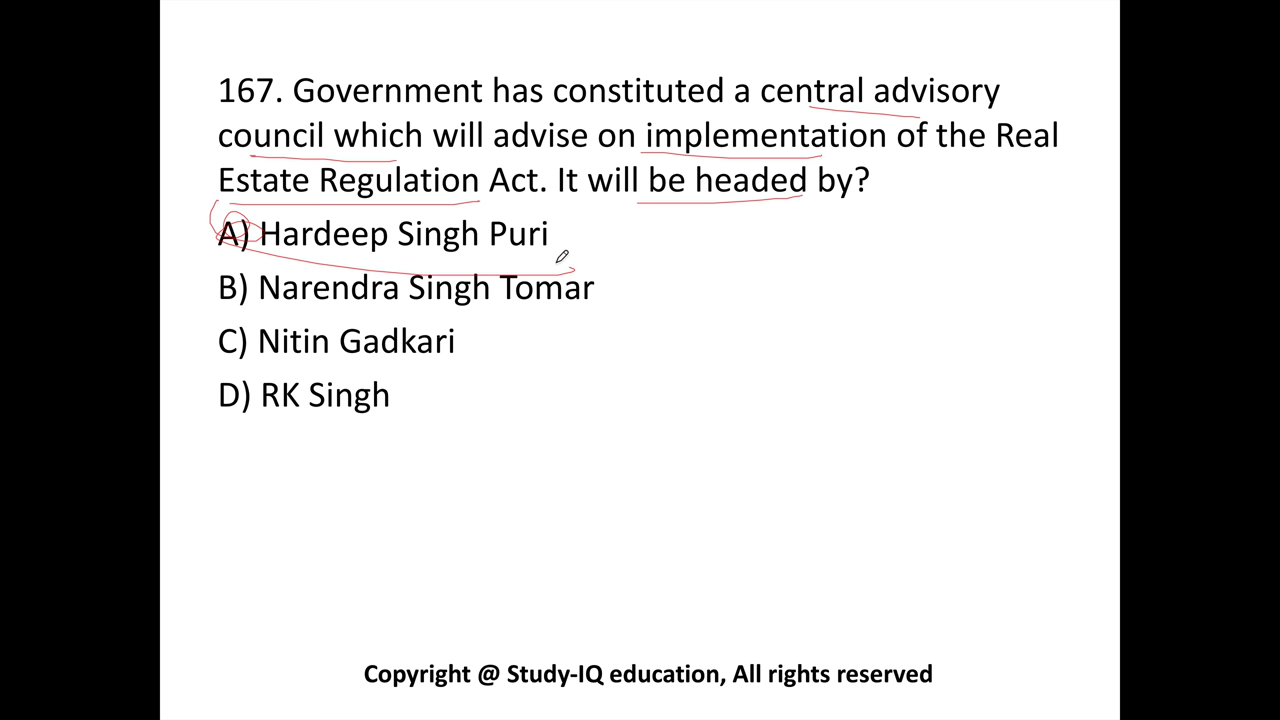 167. Government has constituted a central advisory
council which will advise on implementation of the Real
Estate Regulation Act. It will be headed by?
A) Hardeep Singh Puri
B) Narendra Singh Tomar
C) Nitin Gadkari
D) RK Singh
Copyright @ Study-IQ education, All rights reserved